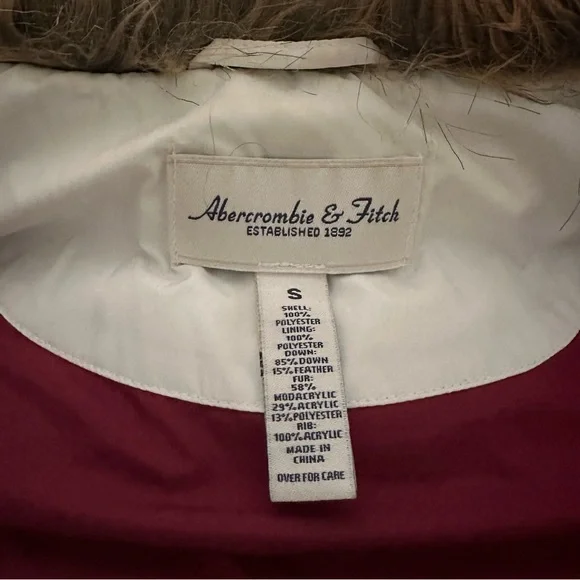 Abercrombie & Fitch
ESTABLISHED 1892
S
SHELL:
100%
POLYESTER
LINING:
100%
POLYESTER
DOWN:
85% DOWN
15% FEATHER
FUR:
58%
MODACRYLIC
29% ACRYLIC
13% POLYESTER
RIB:
100% ACRYLIC
MADE IN
CHINA
OVER FOR CARE